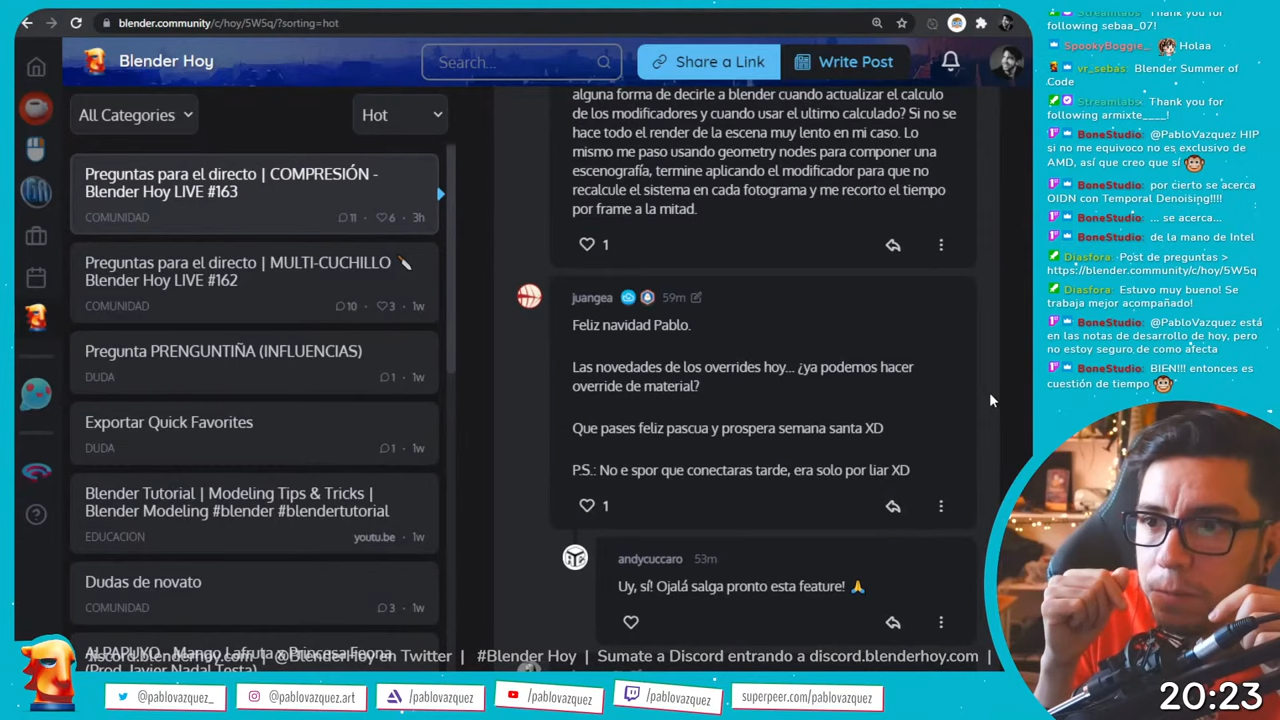 blender.community/c/hoy/5W5q/?sorting=hot
Blender Hoy
Search...
Share a Link
Write Post
All Categories
Hot
Preguntas para el directo | COMPRESIÓN -
Blender Hoy LIVE #163
COMUNIDAD
11 · 6 · 3h
Preguntas para el directo | MULTI-CUCHILLO 🔪
Blender Hoy LIVE #162
COMUNIDAD
10 · 3 · 1w
Pregunta PRENGUNTIÑA (INFLUENCIAS)
DUDA
1 · 1w
Exportar Quick Favorites
DUDA
1 · 1w
Blender Tutorial | Modeling Tips & Tricks |
Blender Modeling #blender #blendertutorial
EDUCACIÓN
youtu.be · 1w
Dudas de novato
COMUNIDAD
3 · 1w
alguna forma de decirle a blender cuando actualizar el calculo
de los modificadores y cuando usar el ultimo calculado? Si no se
hace todo el render de la escena muy lento en mi caso. Lo
mismo me paso usando geometry nodes para componer una
escenografía, termine aplicando el modificador para que no
recalcule el sistema en cada fotograma y me recorto el tiempo
por frame a la mitad.
1
juangea 59m
Feliz navidad Pablo.
Las novedades de los overrides hoy... ¿ya podemos hacer
override de material?
Que pases feliz pascua y prospera semana santa XD
P.S.: No e spor que conectaras tarde, era solo por liar XD
1
andycuccaro 53m
Uy, sí! Ojalá salga pronto esta feature! 🙏
Streamlabs: Thank you for
following sebaa_07!
SpookyBoggie_: Holaa
vr_sebas: Blender Summer of
Code
Streamlabs: Thank you for
following armixte____!
BoneStudio: @PabloVazquez HIP
si no me equivoco no es exclusivo de
AMD, así que creo que sí
BoneStudio: por cierto se acerca
OIDN con Temporal Denoising!!!!
BoneStudio: ... se acerca...
BoneStudio: de la mano de Intel
Diasfora: Post de preguntas >
https://blender.community/c/hoy/5W5q
Diasfora: Estuvo muy bueno! Se
trabaja mejor acompañado!
BoneStudio: @PabloVazquez está
en las notas de desarrollo de hoy, pero
no estoy seguro de como afecta
BoneStudio: BIEN!!! entonces es
cuestión de tiempo
@BlenderHoy en Twitter | #Blender Hoy | Sumate a Discord entrando a discord.blenderhoy.com |
@pablovazquez_
@pablovazquez.art
/pablovazquez
/pablovazquez
/pablovazquez
superpeer.com/pablovazquez
20:23